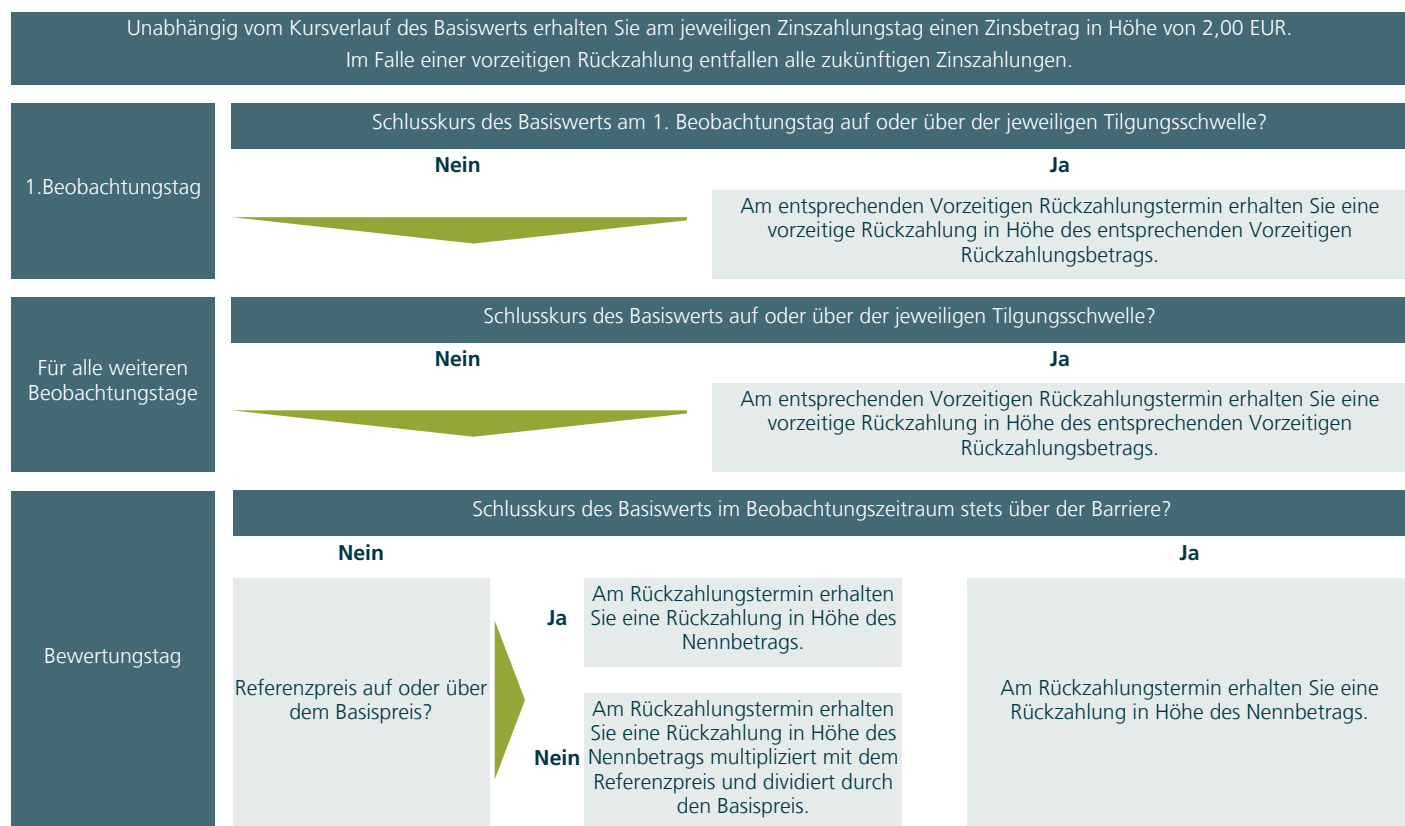 Unabhängig vom Kursverlauf des Basiswerts erhalten Sie am jeweiligen Zinszahlungstag einen Zinsbetrag in Höhe von 2,00 EUR.
Im Falle einer vorzeitigen Rückzahlung entfallen alle zukünftigen Zinszahlungen.
1.Beobachtungstag
Schlusskurs des Basiswerts am 1. Beobachtungstag auf oder über der jeweiligen Tilgungsschwelle?
Nein
Ja
Am entsprechenden Vorzeitigen Rückzahlungstermin erhalten Sie eine
vorzeitige Rückzahlung in Höhe des entsprechenden Vorzeitigen
Rückzahlungsbetrags.
Für alle weiteren
Beobachtungstage
Schlusskurs des Basiswerts auf oder über der jeweiligen Tilgungsschwelle?
Nein
Ja
Am entsprechenden Vorzeitigen Rückzahlungstermin erhalten Sie eine
vorzeitige Rückzahlung in Höhe des entsprechenden Vorzeitigen
Rückzahlungsbetrags.
Bewertungstag
Schlusskurs des Basiswerts im Beobachtungszeitraum stets über der Barriere?
Nein
Ja
Referenzpreis auf oder über
dem Basispreis?
Ja
Am Rückzahlungstermin erhalten
Sie eine Rückzahlung in Höhe des
Nennbetrags.
Nein
Am Rückzahlungstermin erhalten
Sie eine Rückzahlung in Höhe des
Nennbetrags multipliziert mit dem
Referenzpreis und dividiert durch
den Basispreis.
Am Rückzahlungstermin erhalten Sie eine
Rückzahlung in Höhe des Nennbetrags.